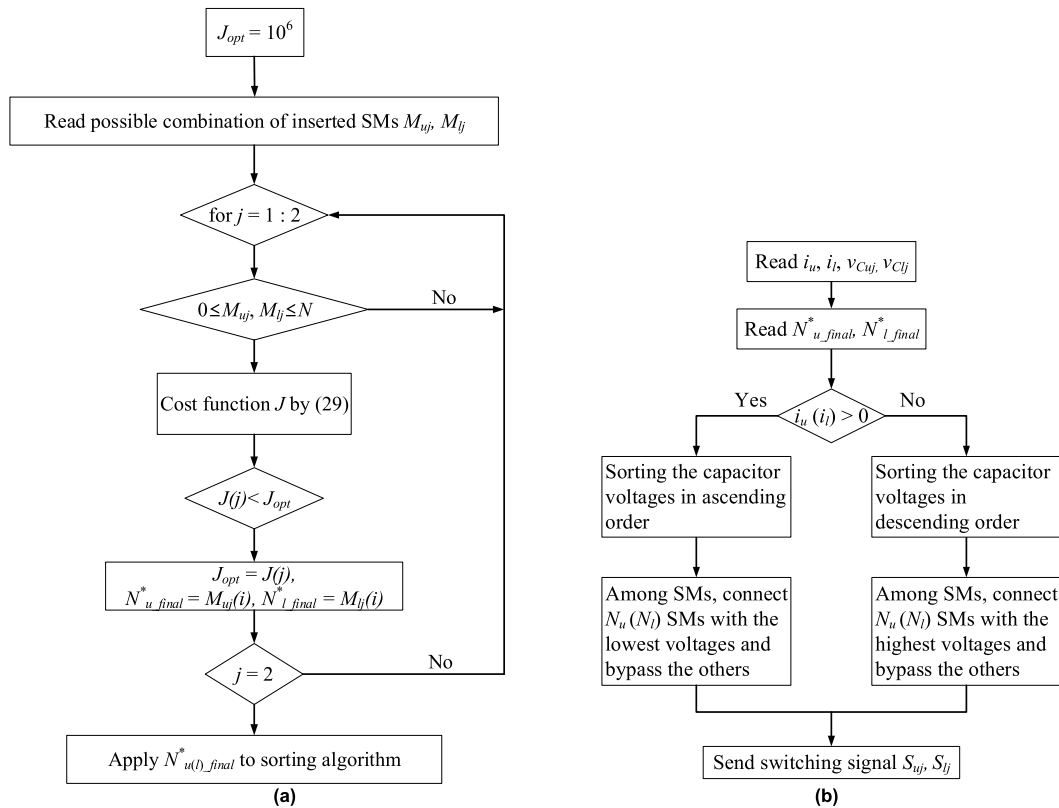 J_opt = 10^6
Read possible combination of inserted SMs M_uj, M_lj
for j = 1 : 2
0≤M_uj, M_lj≤N
No
Cost function J by (29)
J(j)< J_opt
J_opt = J(j),
N^*_u_final = M_uj(i), N^*_l_final = M_lj(i)
j = 2
No
Apply N^*_u(l)_final to sorting algorithm
(a)
Read i_u, i_l, v_Cuj, v_Clj
Read N^*_u_final, N^*_l_final
i_u (i_l) > 0
Yes
No
Sorting the capacitor
voltages in ascending
order
Sorting the capacitor
voltages in
descending order
Among SMs, connect
N_u (N_l) SMs with the
lowest voltages and
bypass the others
Among SMs, connect
N_u (N_l) SMs with the
highest voltages and
bypass the others
Send switching signal S_uj, S_lj
(b)